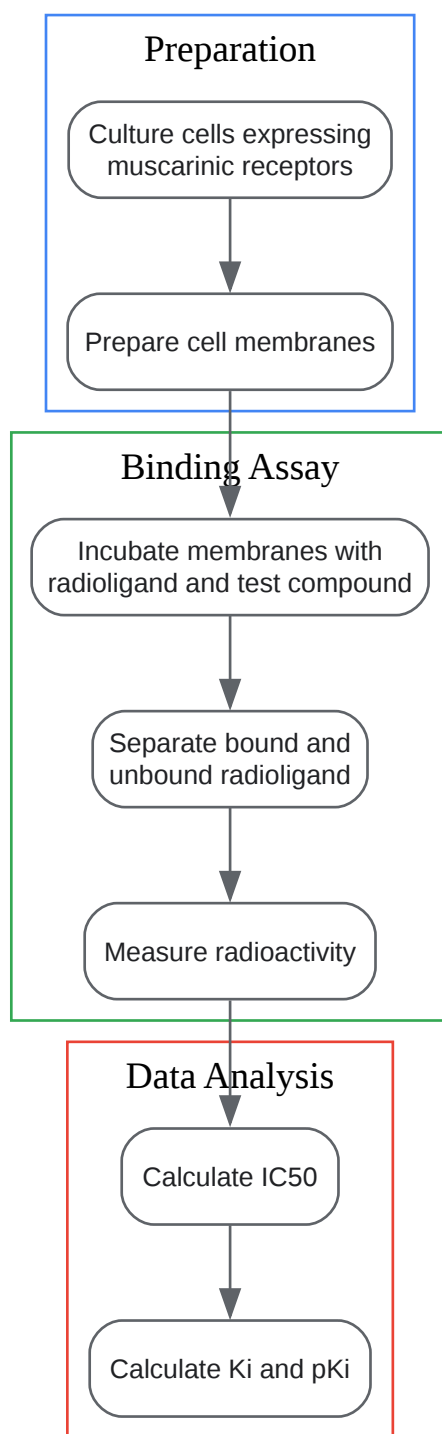 Preparation
Culture cells expressing
muscarinic receptors
Prepare cell membranes
Binding Assay
Incubate membranes with
radioligand and test compound
Separate bound and
unbound radioligand
Measure radioactivity
Data Analysis
Calculate IC50
Calculate Ki and pKi